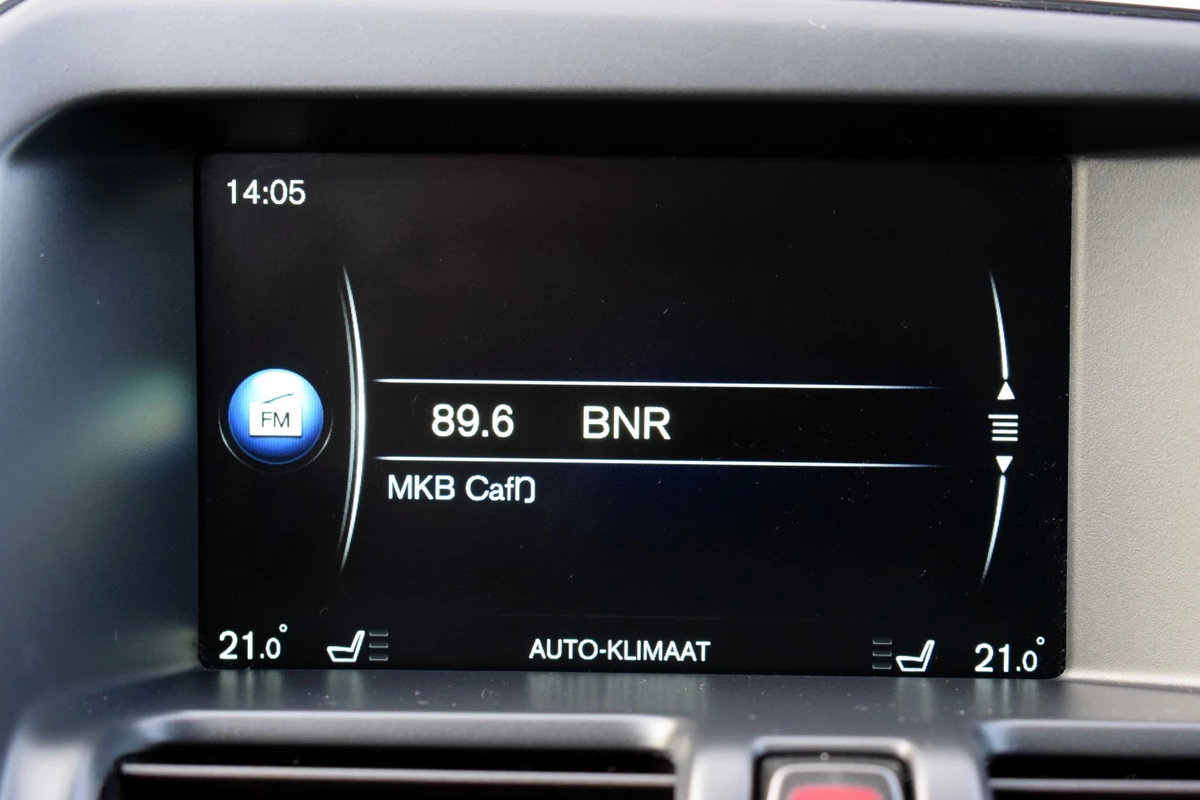 14:05
FM
89.6 BNR
MKB Caf
21.0° AUTO-KLIMAAT 21.0°